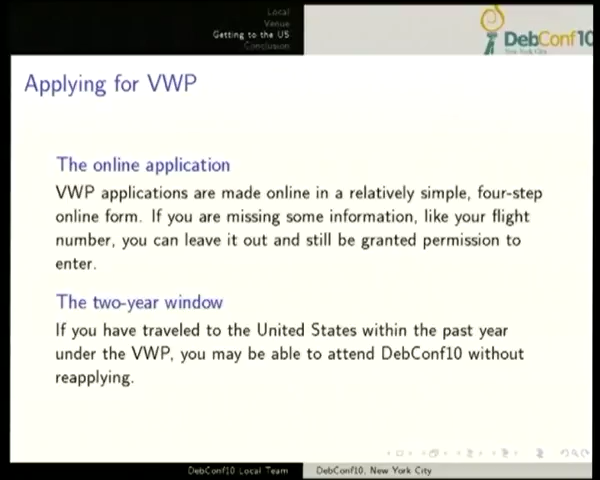 Local
Venue
Getting to the US
Conclusion
DebConf10
New York City
Applying for VWP
The online application
VWP applications are made online in a relatively simple, four-step
online form. If you are missing some information, like your flight
number, you can leave it out and still be granted permission to
enter.
The two-year window
If you have traveled to the United States within the past year
under the VWP, you may be able to attend DebConf10 without
reapplying.
DebConf10 Local Team
DebConf10, New York City